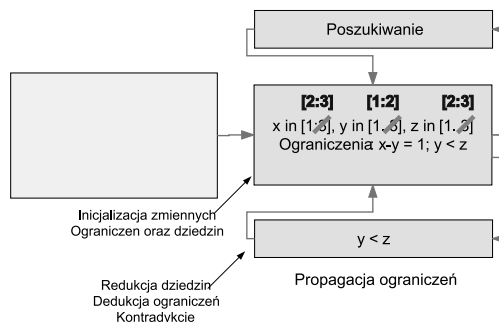 Poszukiwanie
[2:3] [1:2] [2:3]
x in [1:3], y in [1..3], z in [1..3]
Ograniczenia: x-y = 1; y < z
Inicjalizacja zmiennych
Ograniczen oraz dziedzin
y < z
Redukcja dziedzin
Dedukcja ograniczeń
Kontradykcie
Propagacja ograniczeń